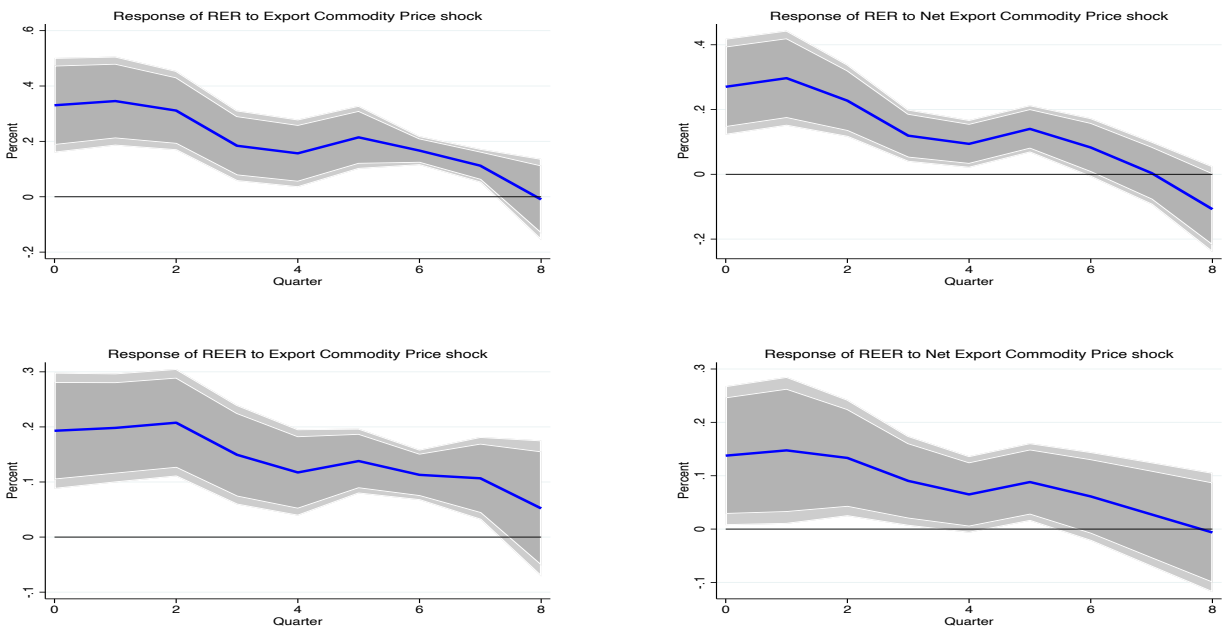 Response of RER to Export Commodity Price shock
.6
.4
.2
0
-.2
Percent
0 2 4 6 8
Quarter
Response of RER to Net Export Commodity Price shock
.4
.2
0
-.2
Percent
0 2 4 6 8
Quarter
Response of REER to Export Commodity Price shock
.3
.2
.1
0
-.1
Percent
0 2 4 6 8
Quarter
Response of REER to Net Export Commodity Price shock
.3
.2
.1
0
-.1
Percent
0 2 4 6 8
Quarter